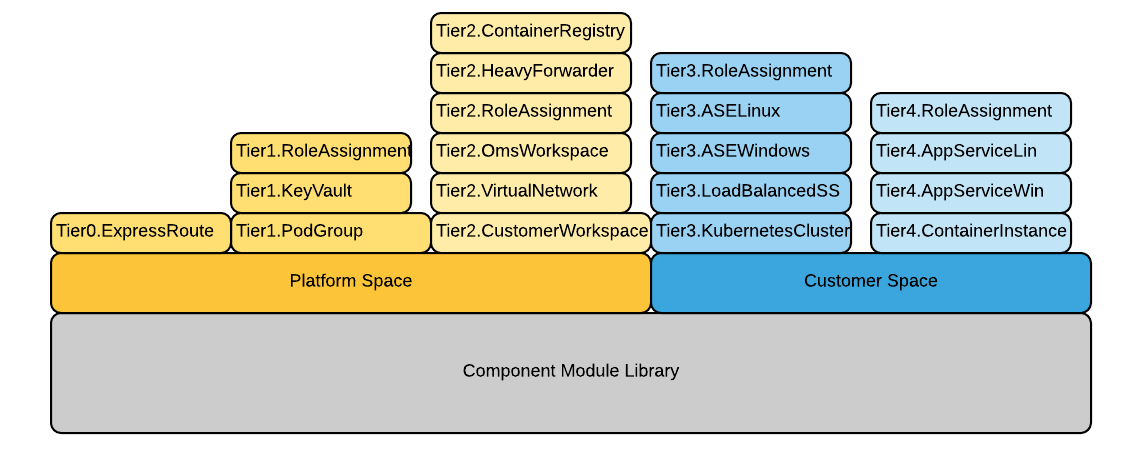 Tier2.ContainerRegistry
Tier2.HeavyForwarder
Tier3.RoleAssignment
Tier2.RoleAssignment
Tier3.ASELinux
Tier4.RoleAssignment
Tier1.RoleAssignment
Tier2.OmsWorkspace
Tier3.ASEWindows
Tier4.AppServiceLin
Tier1.KeyVault
Tier2.VirtualNetwork
Tier3.LoadBalancedSS
Tier4.AppServiceWin
Tier0.ExpressRoute
Tier1.PodGroup
Tier2.CustomerWorkspace
Tier3.KubernetesCluster
Tier4.ContainerInstance
Platform Space
Customer Space
Component Module Library